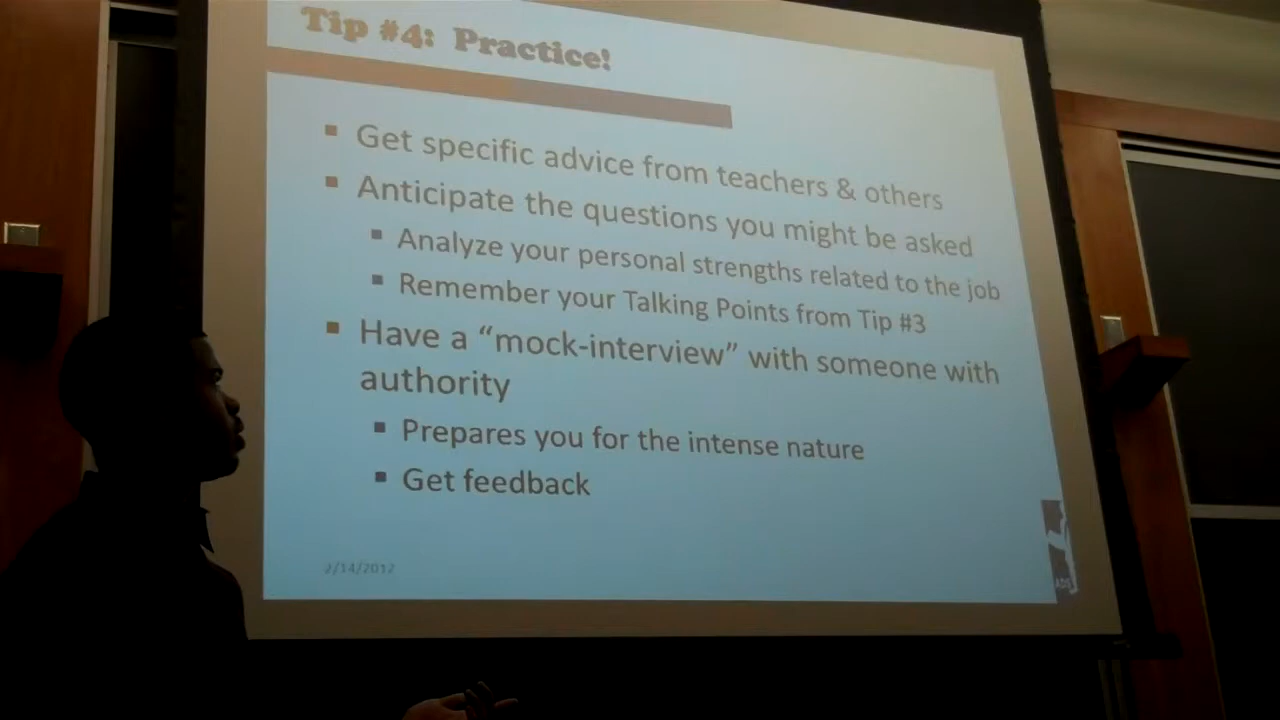 Tip #4: Practice!
▪ Get specific advice from teachers & others
▪ Anticipate the questions you might be asked
▪ Analyze your personal strengths related to the job
▪ Remember your Talking Points from Tip #3
▪ Have a “mock-interview” with someone with
authority
▪ Prepares you for the intense nature
▪ Get feedback
2/14/2012